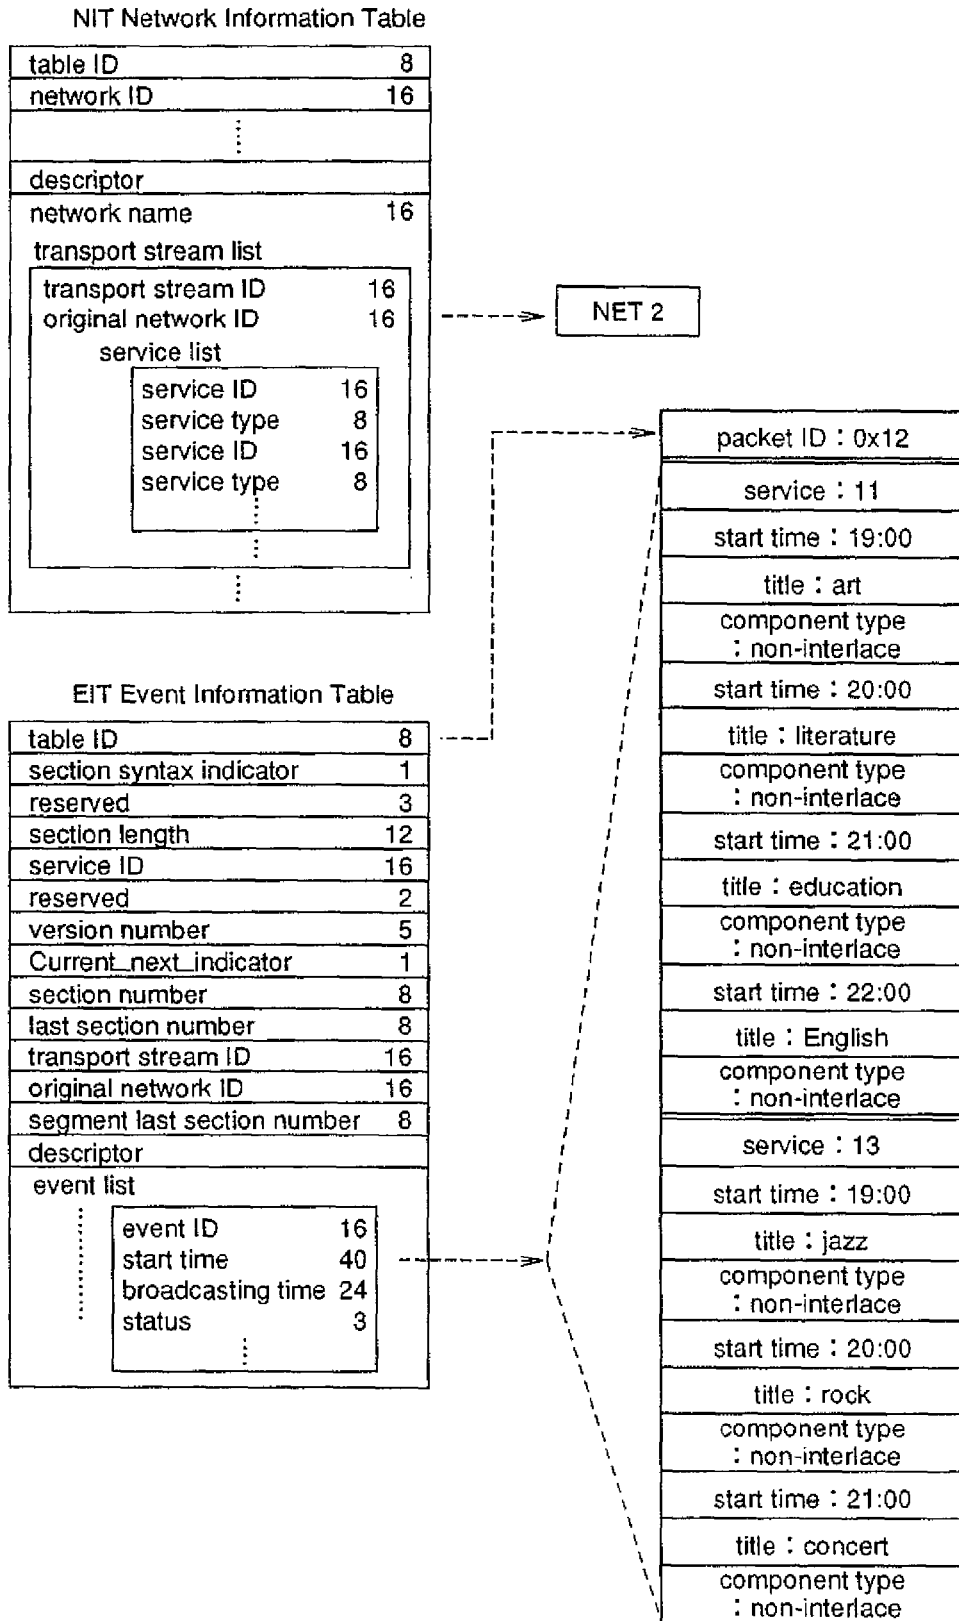 NIT Network Information Table
table ID 8
network ID 16
descriptor
network name 16
transport stream list
transport stream ID 16
original network ID 16
service list
service ID 16
service type 8
service ID 16
service type 8
NET 2
EIT Event Information Table
table ID 8
section syntax indicator 1
reserved 3
section length 12
service ID 16
reserved 2
version number 5
Current_next_indicator 1
section number 8
last section number 8
transport stream ID 16
original network ID 16
segment last section number 8
descriptor
event list
event ID 16
start time 40
broadcasting time 24
status 3
packet ID : 0x12
service : 11
start time : 19:00
title : art
component type
: non-interlace
start time : 20:00
title : literature
component type
: non-interlace
start time : 21:00
title : education
component type
: non-interlace
start time : 22:00
title : English
component type
: non-interlace
service : 13
start time : 19:00
title : jazz
component type
: non-interlace
start time : 20:00
title : rock
component type
: non-interlace
start time : 21:00
title : concert
component type
: non-interlace